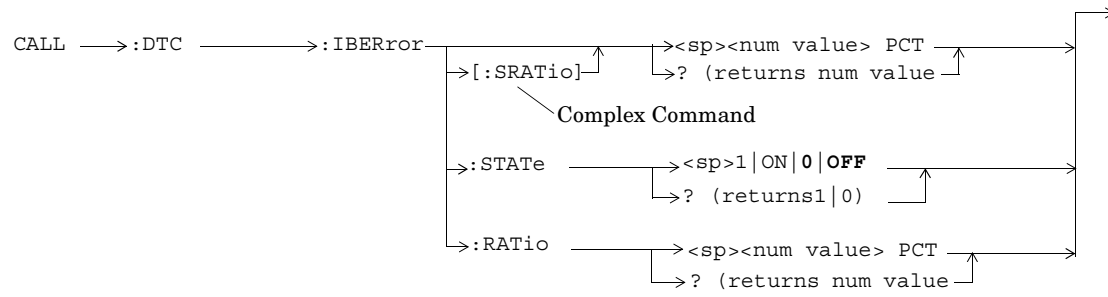 CALL :DTC :IBERror <sp><num value> PCT
[:SRATio] ? (returns num value
Complex Command
:STATe <sp>1|ON|0|OFF
? (returns1|0)
:RATio <sp><num value> PCT
? (returns num value